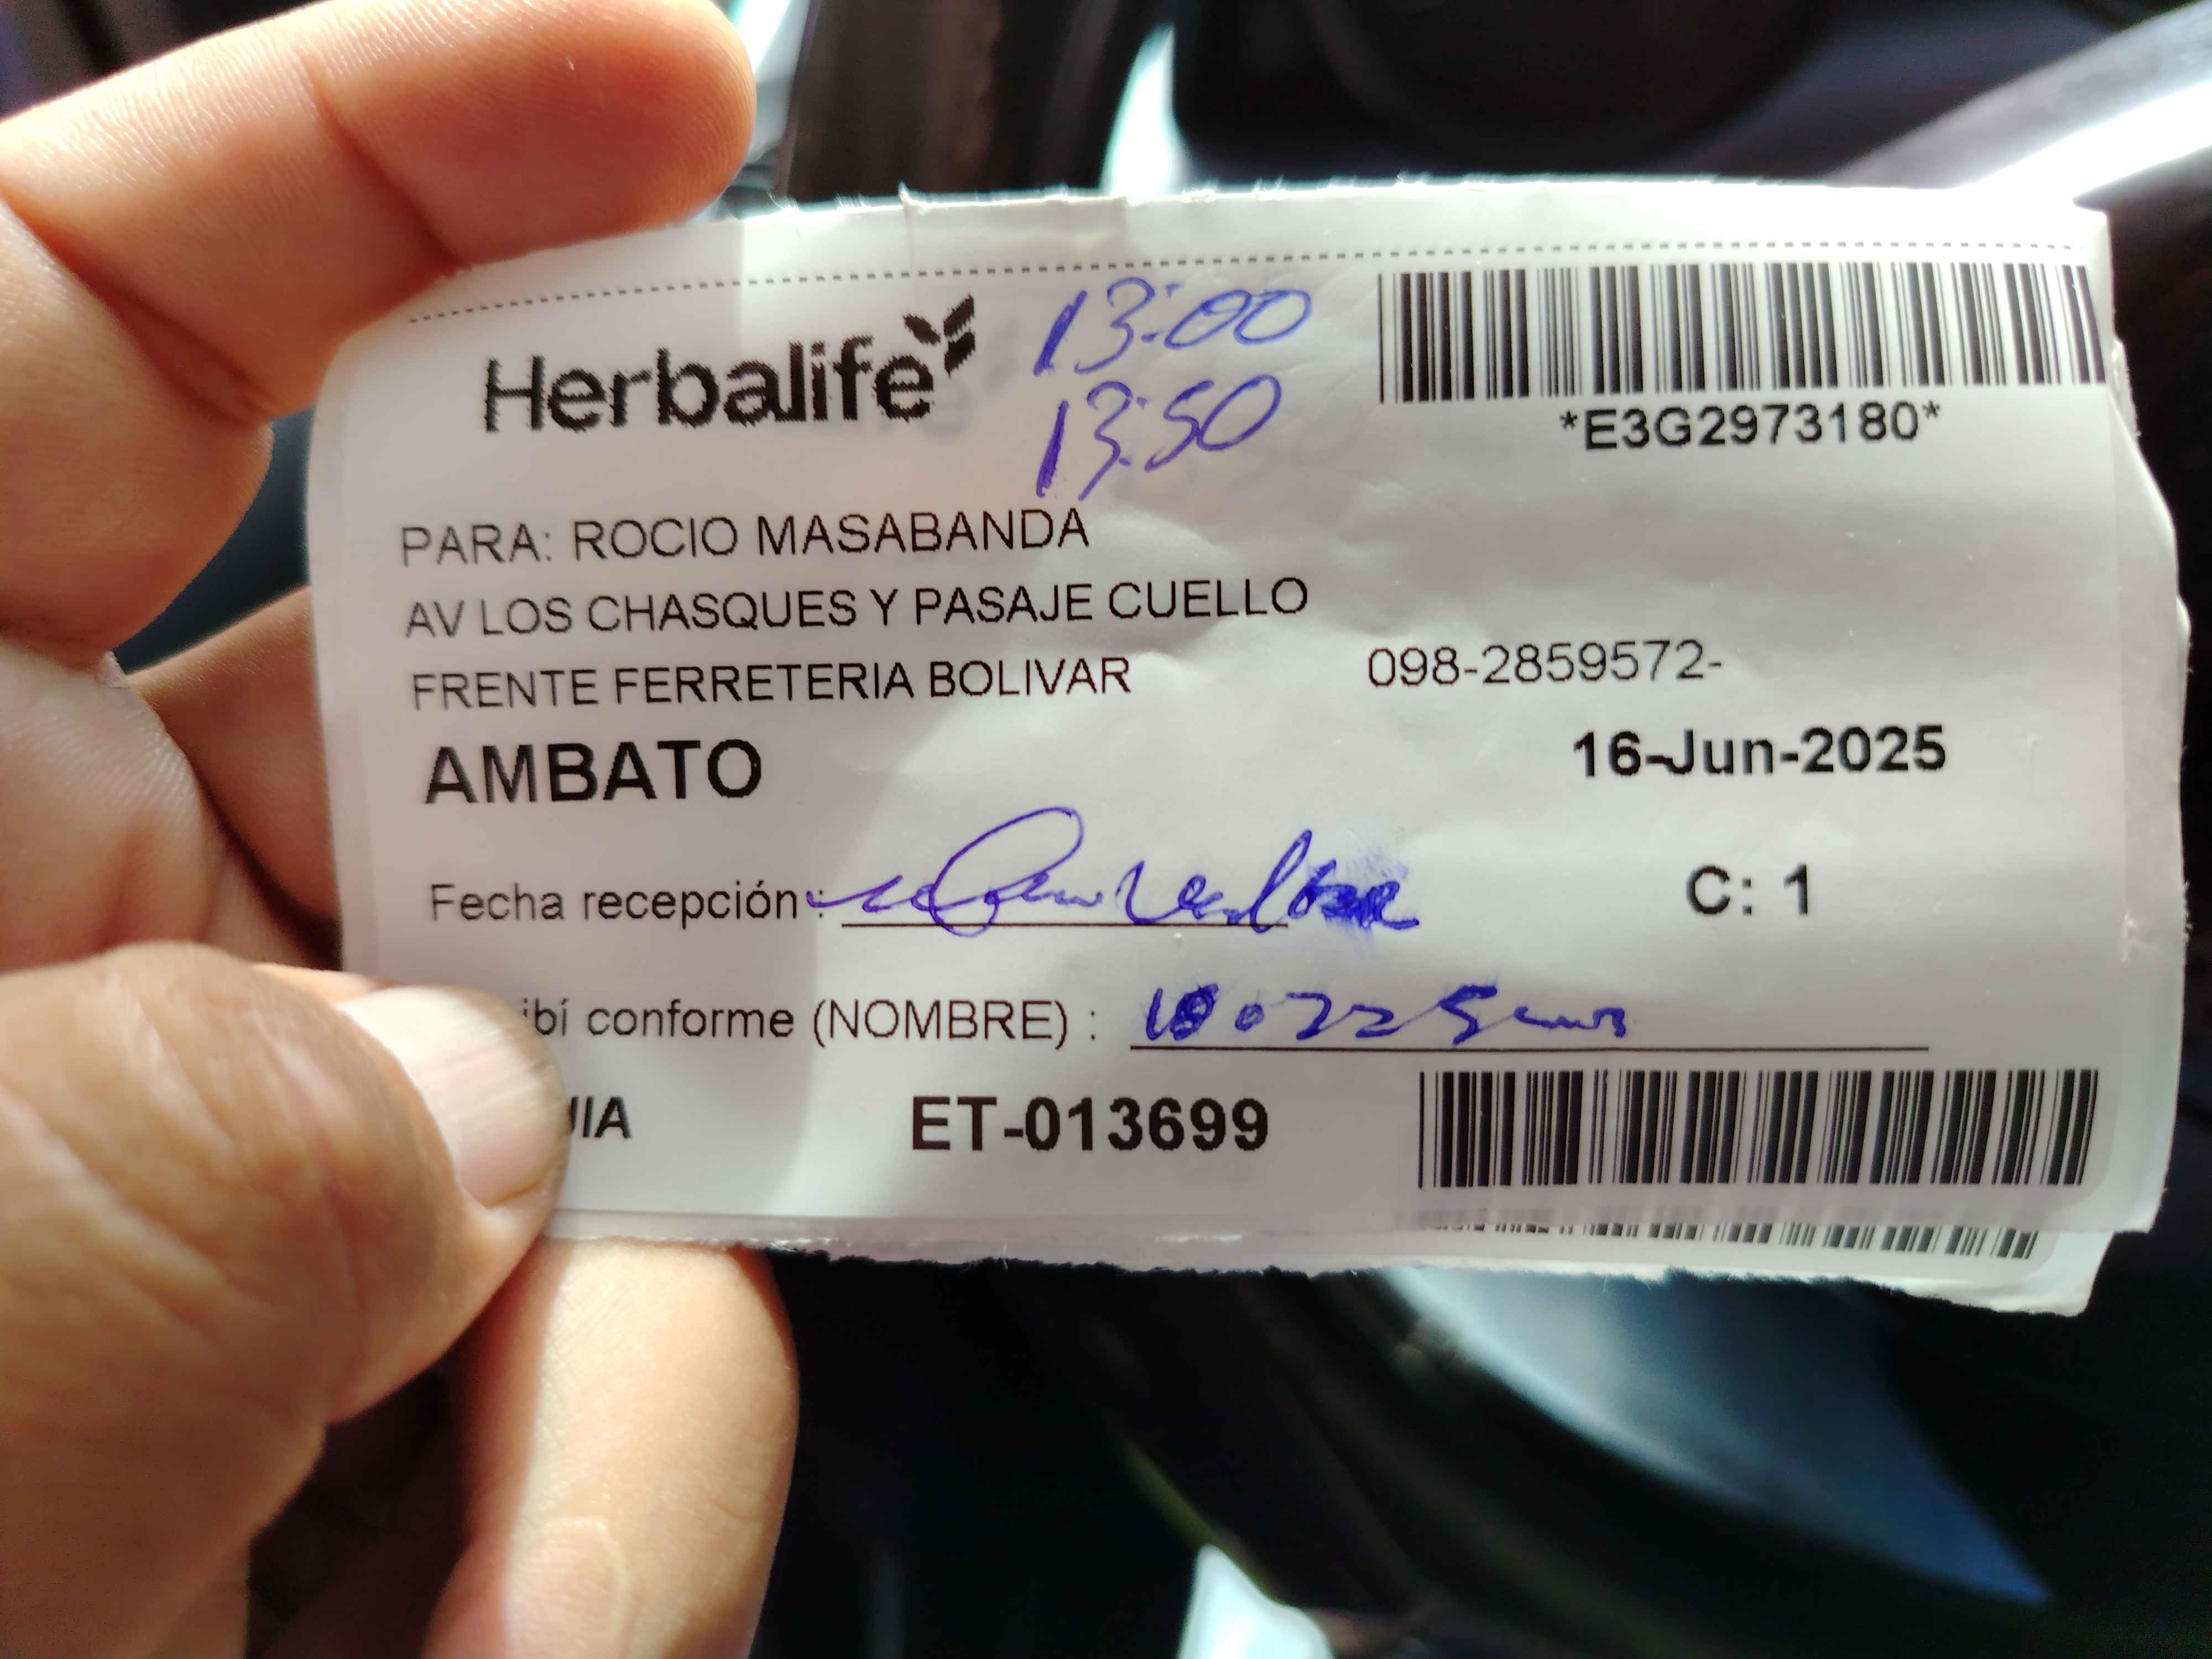 Herbalife
13:00
13:50
*E3G2973180*
PARA: ROCIO MASABANDA
AV LOS CHASQUES Y PASAJE CUELLO
FRENTE FERRETERIA BOLIVAR 098-2859572-
AMBATO 16-Jun-2025
Fecha recepción : C: 1
ibí conforme (NOMBRE) :
UIA ET-013699